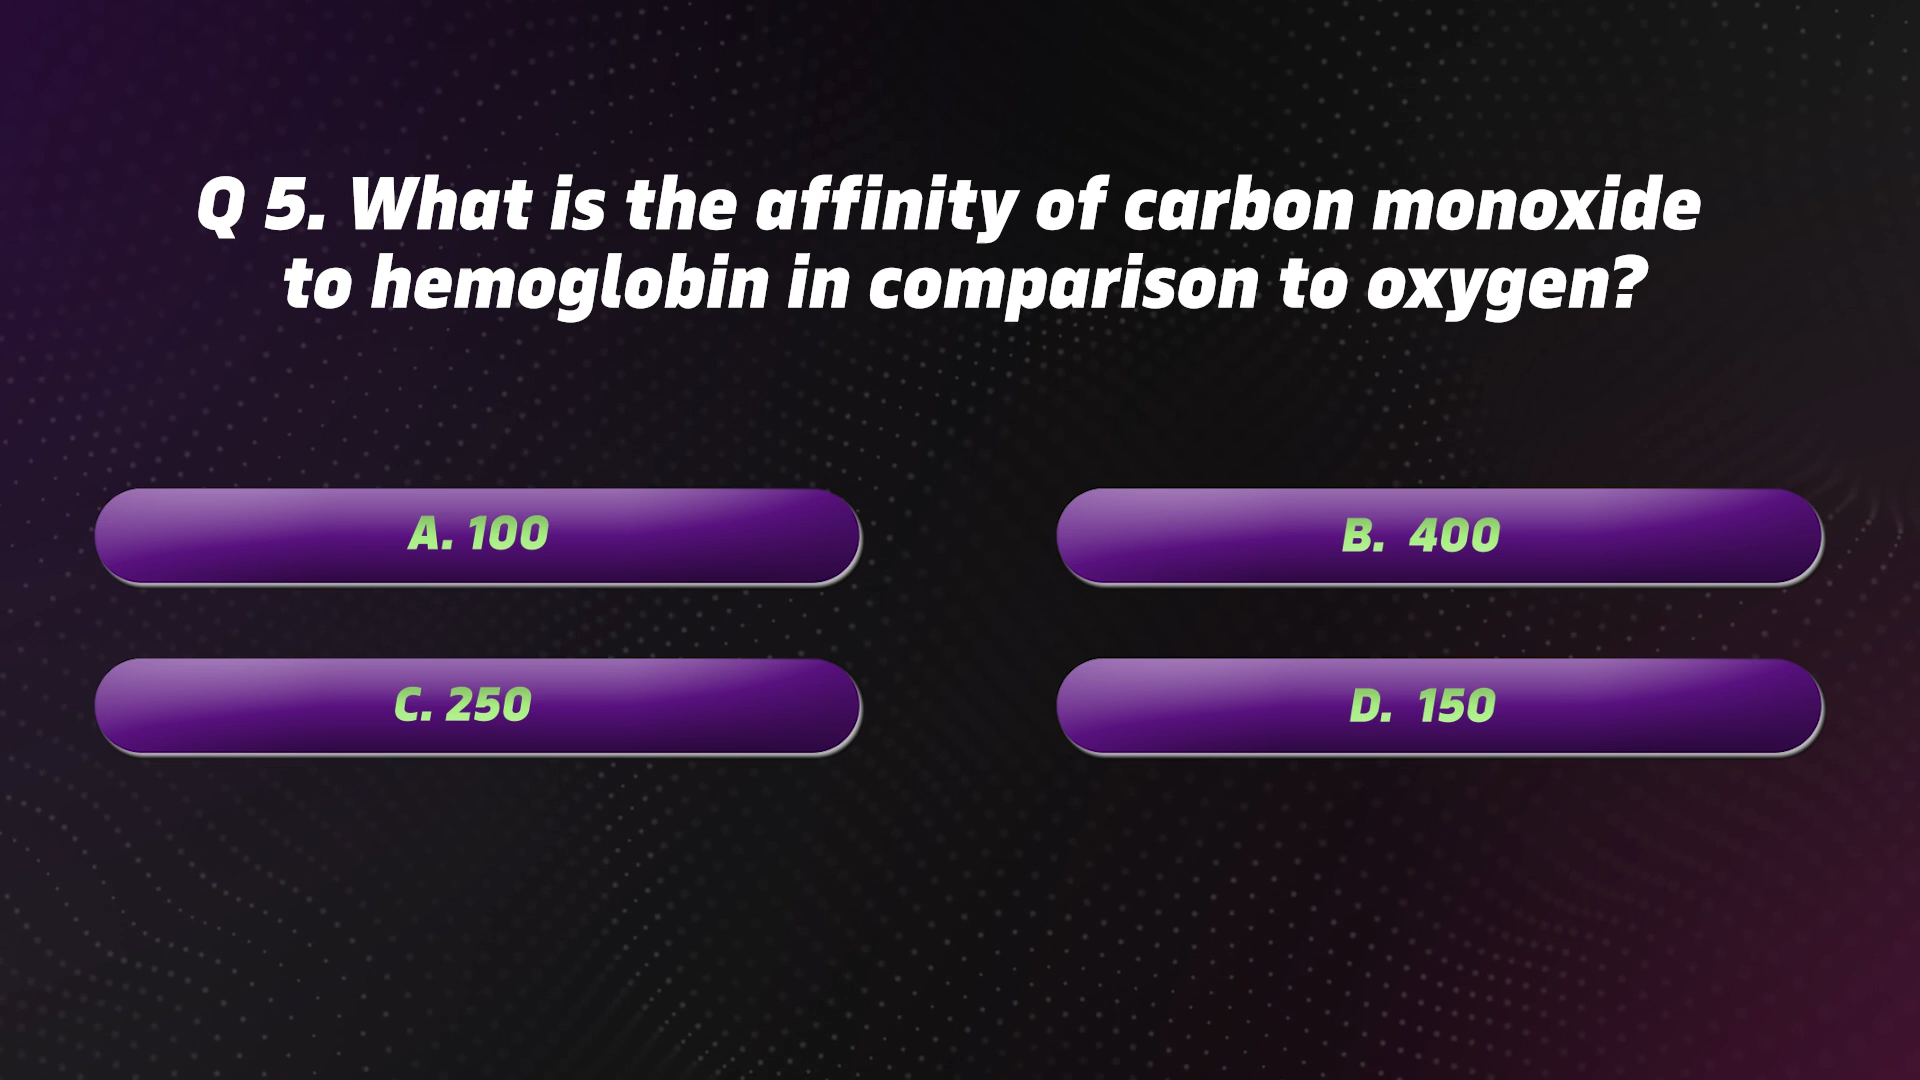 Q 5. What is the affinity of carbon monoxide
to hemoglobin in comparison to oxygen?
A. 100
B. 400
C. 250
D. 150